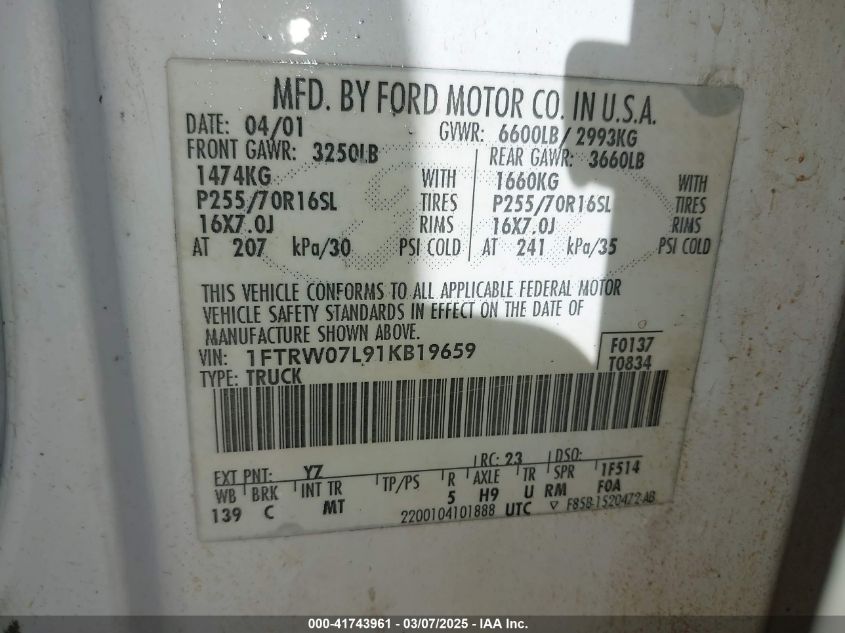 MFD. BY FORD MOTOR CO. IN U.S.A.
DATE: 04/01 GVWR: 6600LB/2993KG
FRONT GAWR: 3250LB REAR GAWR: 3660LB
1474KG WITH 1660KG WITH
P255/70R16SL TIRES P255/70R16SL TIRES
16X7.0J RIMS 16X7.0J RIMS
AT 207 kPa/30 PSI COLD AT 241 kPa/35 PSI COLD
THIS VEHICLE CONFORMS TO ALL APPLICABLE FEDERAL MOTOR
VEHICLE SAFETY STANDARDS IN EFFECT ON THE DATE OF
MANUFACTURE SHOWN ABOVE.
VIN: 1FTRW07L91KB19659 F0137
TYPE: TRUCK T0834
EXT PNT: YZ RC: 23 DSO:
WB BRK INT TR TP/PS R AXLE TR SPR 1F514
139 C MT 5 H9 U RM F0A
2200104101888 UTC ▽ F85B-1520472-AB
000-41743961 - 03/07/2025 - IAA Inc.